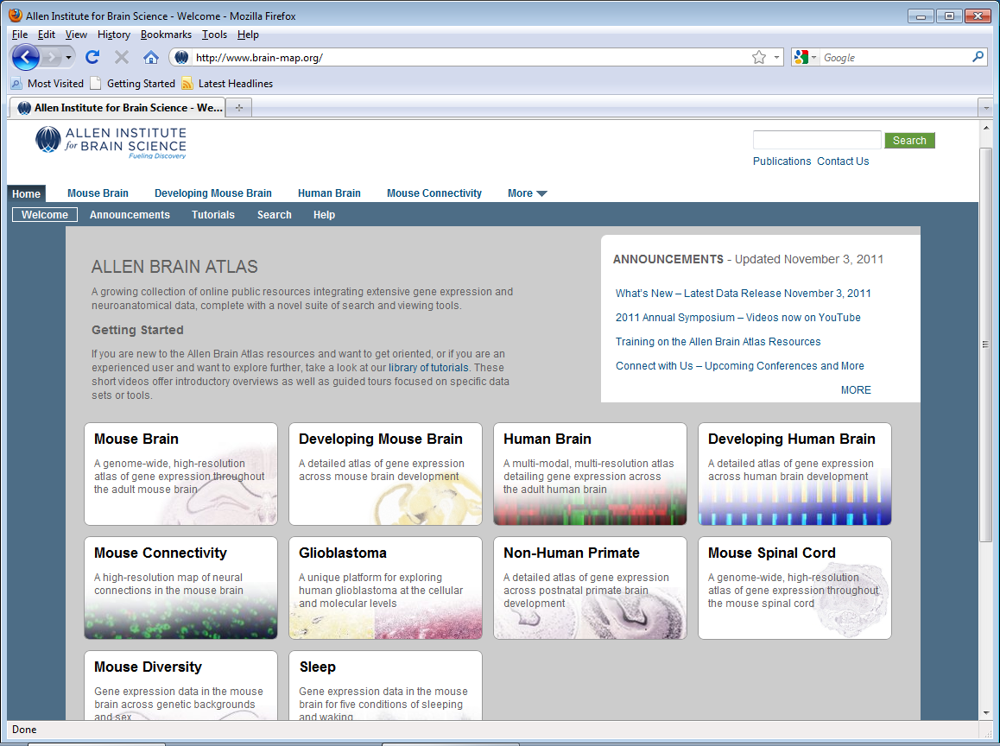 Allen Institute for Brain Science - Welcome - Mozilla Firefox
File Edit View History Bookmarks Tools Help
http://www.brain-map.org/
Google
Most Visited Getting Started Latest Headlines
Allen Institute for Brain Science - We...
ALLEN INSTITUTE
for BRAIN SCIENCE
Fueling Discovery
Search
Publications Contact Us
Home Mouse Brain Developing Mouse Brain Human Brain Mouse Connectivity More
Welcome Announcements Tutorials Search Help
ALLEN BRAIN ATLAS
A growing collection of online public resources integrating extensive gene expression and
neuroanatomical data, complete with a novel suite of search and viewing tools.
Getting Started
If you are new to the Allen Brain Atlas resources and want to get oriented, or if you are an
experienced user and want to explore further, take a look at our library of tutorials. These
short videos offer introductory overviews as well as guided tours focused on specific data
sets or tools.
ANNOUNCEMENTS - Updated November 3, 2011
What's New – Latest Data Release November 3, 2011
2011 Annual Symposium – Videos now on YouTube
Training on the Allen Brain Atlas Resources
Connect with Us – Upcoming Conferences and More
MORE
Mouse Brain
A genome-wide, high-resolution
atlas of gene expression throughout
the adult mouse brain
Developing Mouse Brain
A detailed atlas of gene expression
across mouse brain development
Human Brain
A multi-modal, multi-resolution atlas
detailing gene expression across
the adult human brain
Developing Human Brain
A detailed atlas of gene expression
across human brain development
Mouse Connectivity
A high-resolution map of neural
connections in the mouse brain
Glioblastoma
A unique platform for exploring
human glioblastoma at the cellular
and molecular levels
Non-Human Primate
A detailed atlas of gene expression
across postnatal primate brain
development
Mouse Spinal Cord
A genome-wide, high-resolution
atlas of gene expression throughout
the mouse spinal cord
Mouse Diversity
Gene expression data in the mouse
brain across genetic backgrounds
and sex
Sleep
Gene expression data in the mouse
brain for five conditions of sleeping
and waking
Done